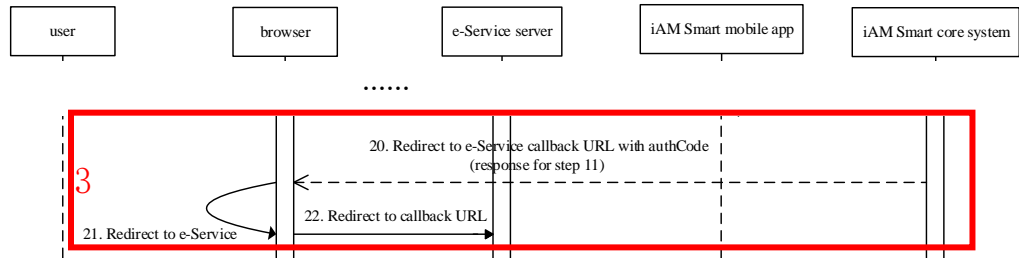 user
browser
e-Service server
iAM Smart mobile app
iAM Smart core system
......
20. Redirect to e-Service callback URL with authCode
(response for step 11)
3
22. Redirect to callback URL
21. Redirect to e-Service